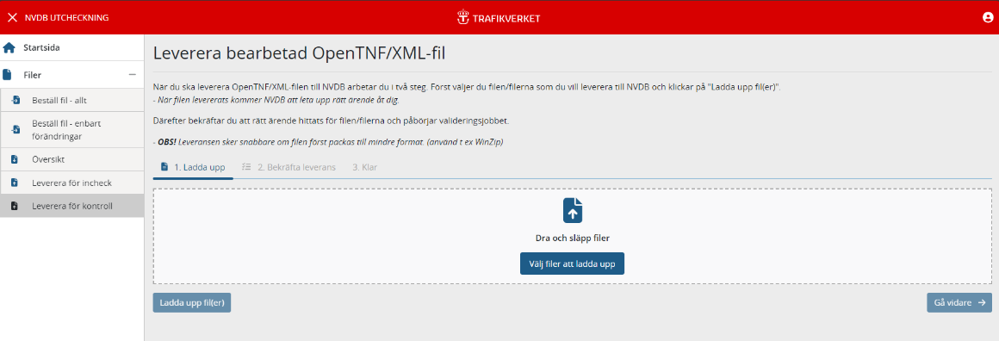 NVDB UTCHECKNING
TRAFIKVERKET
Startsida
Filer
Beställ fil - allt
Beställ fil - enbart
förändringar
Översikt
Leverera för incheck
Leverera för kontroll
Leverera bearbetad OpenTNF/XML-fil
När du ska leverera OpenTNF/XML-filen till NVDB arbetar du i två steg. Först väljer du filen/filerna som du vill leverera till NVDB och klickar på "Ladda upp fil(er)".
- När filen levererats kommer NVDB att leta upp rätt ärende åt dig.
Därefter bekräftar du att rätt ärende hittats för filen/filerna och påbörjar valideringsjobbet.
- OBS! Leveransen sker snabbare om filen först packas till mindre format. (använd t ex WinZip)
1. Ladda upp
2. Bekräfta leverans
3. Klar
Dra och släpp filer
Välj filer att ladda upp
Ladda upp fil(er)
Gå vidare